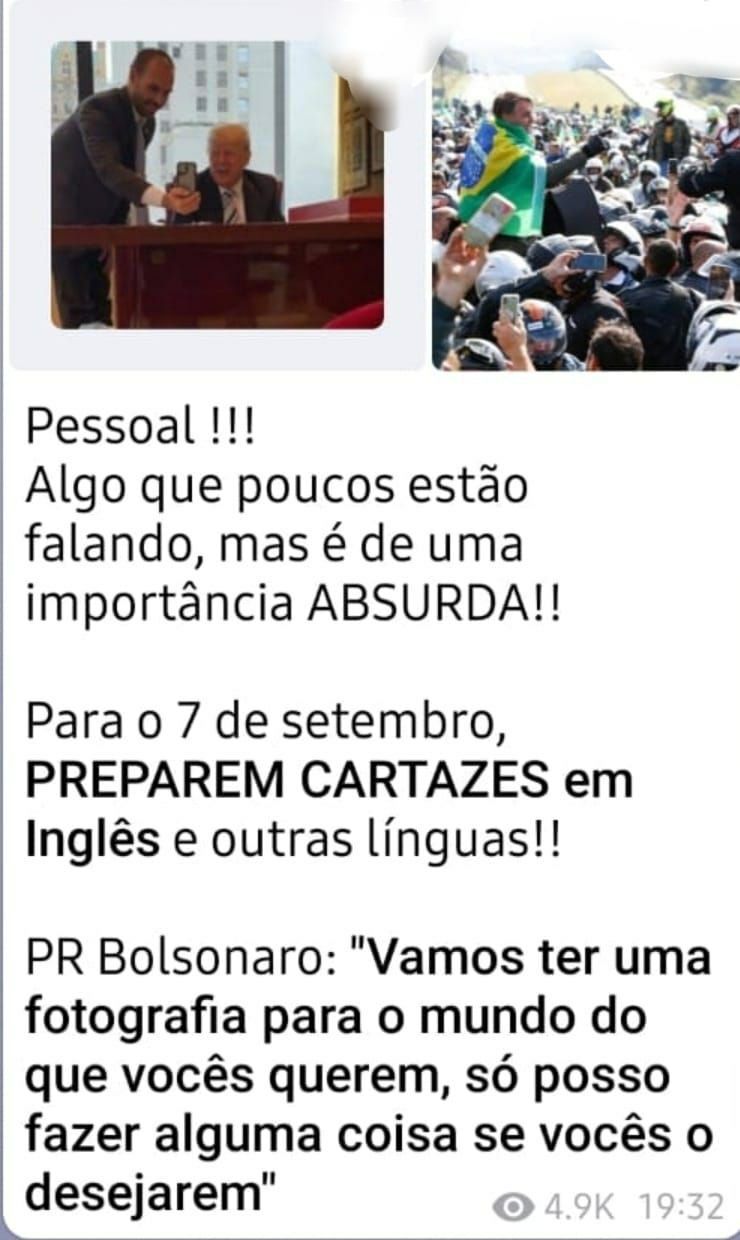 Pessoal !!!
Algo que poucos estão
falando, mas é de uma
importância ABSURDA!!
Para o 7 de setembro,
PREPAREM CARTAZES em
Inglês e outras línguas!!
PR Bolsonaro: "Vamos ter uma
fotografia para o mundo do
que vocês querem, só posso
fazer alguma coisa se vocês o
desejarem"
4.9K 19:32